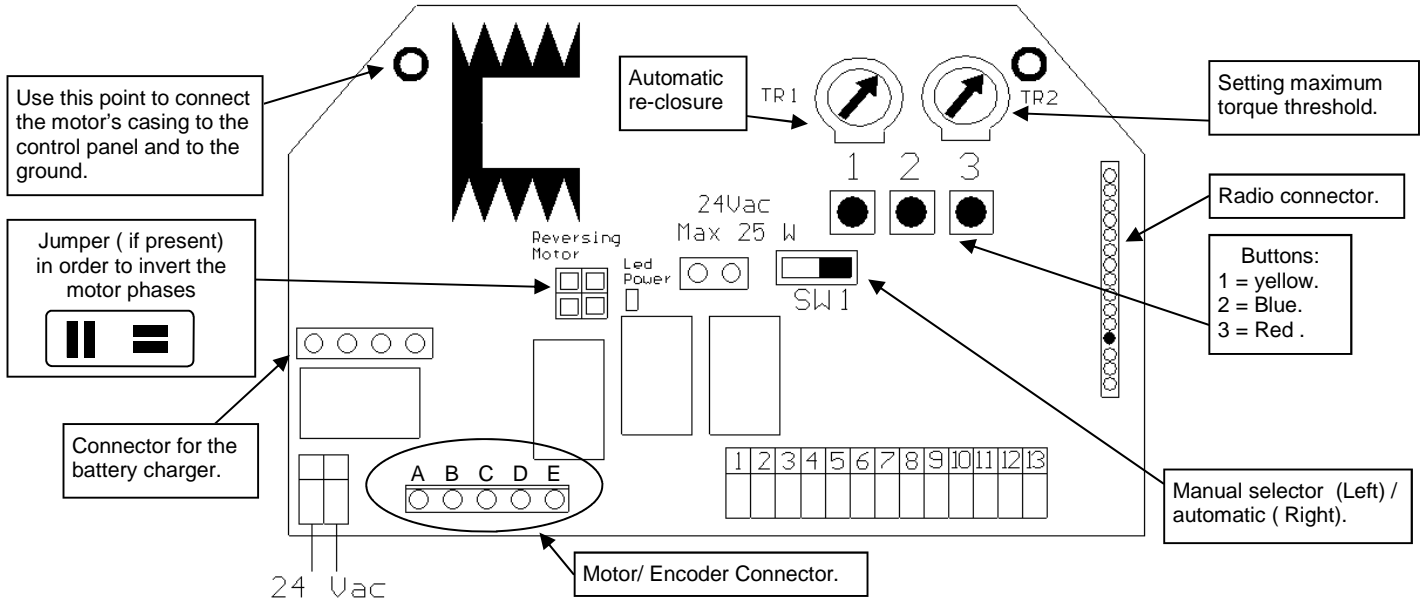 Use this point to connect
the motor's casing to the
control panel and to the
ground.
Automatic
re-closure
TR1
TR2
Setting maximum
torque threshold.
1 2 3
Radio connector.
24Vac
Max 25 W
Buttons:
1 = yellow.
2 = Blue.
3 = Red .
Jumper ( if present)
in order to invert the
motor phases
Reversing
Motor
Led
Power
SW1
Connector for the
battery charger.
A B C D E
1 2 3 4 5 6 7 8 9 10 11 12 13
Manual selector (Left) /
automatic ( Right).
Motor/ Encoder Connector.
24 Vac